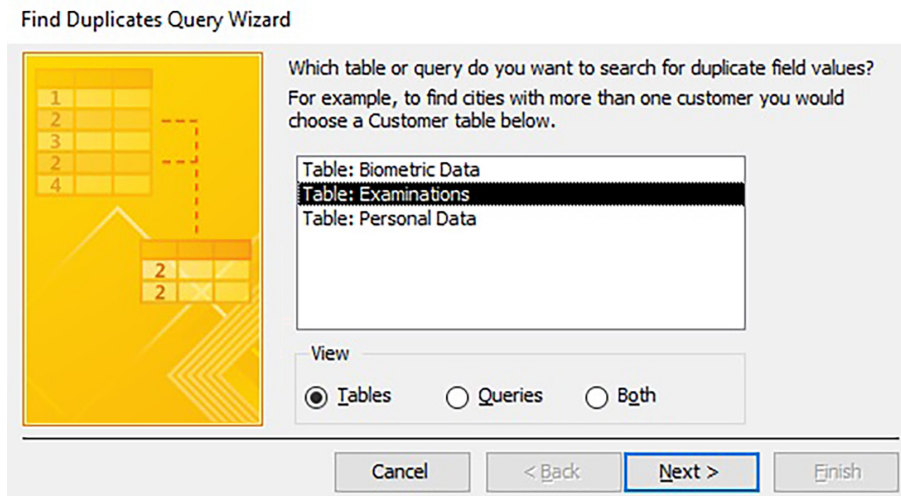 Find Duplicates Query Wizard
1
2
3
2
4
2
2
Which table or query do you want to search for duplicate field values?
For example, to find cities with more than one customer you would
choose a Customer table below.
Table: Biometric Data
Table: Examinations
Table: Personal Data
View
Tables Queries Both
Cancel < Back Next > Finish